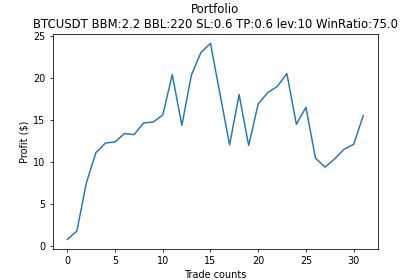 Portfolio
BTCUSDT BBM:2.2 BBL:220 SL:0.6 TP:0.6 lev:10 WinRatio:75.0
25
20
15
10
5
0
Profit ($)
0 5 10 15 20 25 30
Trade counts